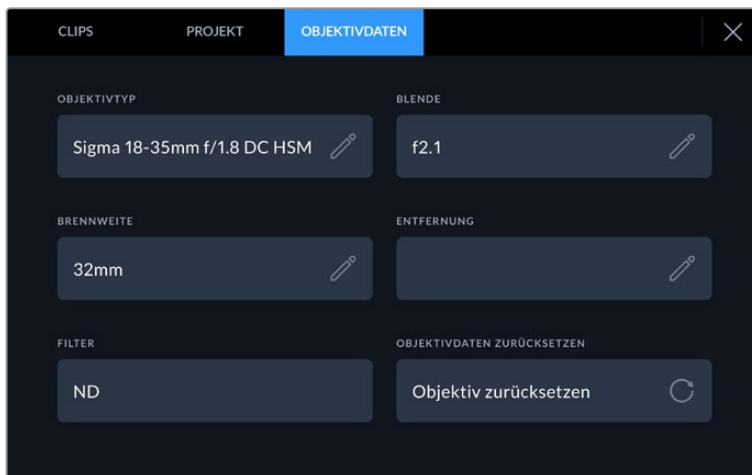 CLIPS PROJEKT OBJEKTIVDATEN
OBJEKTIVTYP BLENDE
Sigma 18-35mm f/1.8 DC HSM f2.1
BRENNWEITE ENTFERNUNG
32mm
FILTER OBJEKTIVDATEN ZURÜCKSETZEN
ND Objektiv zurücksetzen